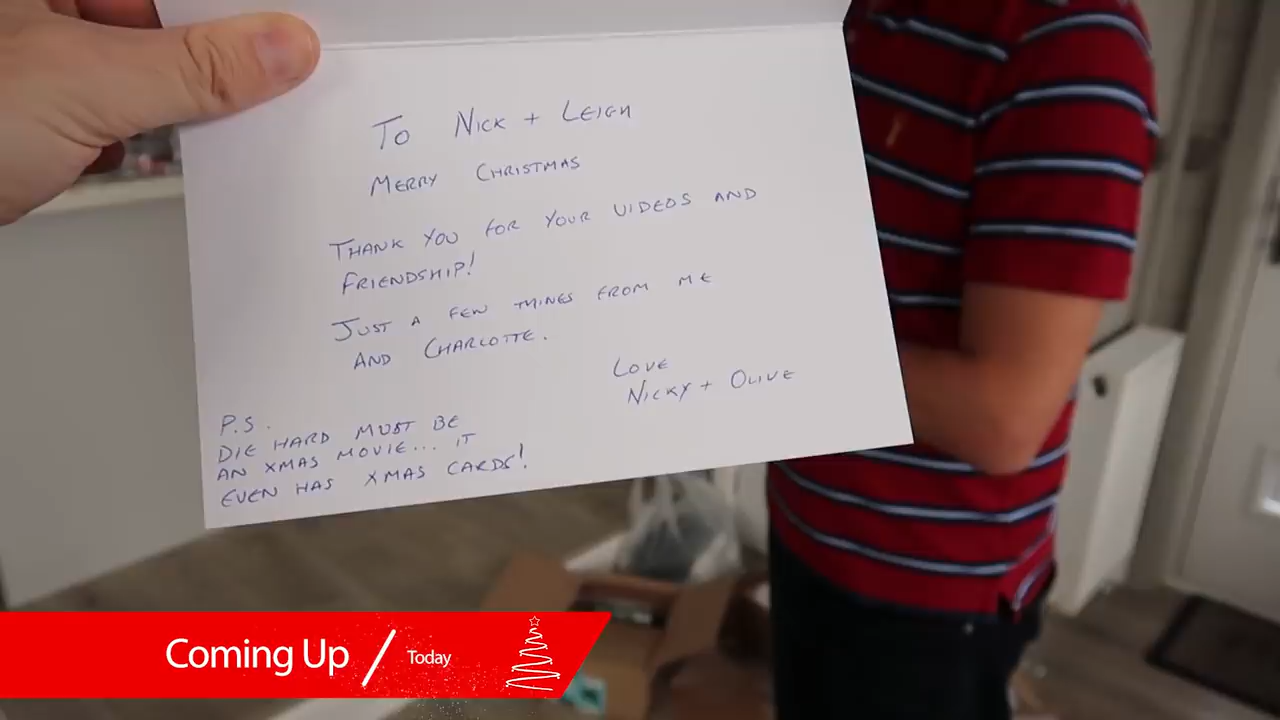 To Nick + Leigh
Merry Christmas
Thank you for your videos and
friendship!
Just a few things from me
and Charlotte.
Love
Nicky + Olive
P.S.
Die Hard must be
an Xmas movie... it
even has Xmas cards!
Coming Up / Today